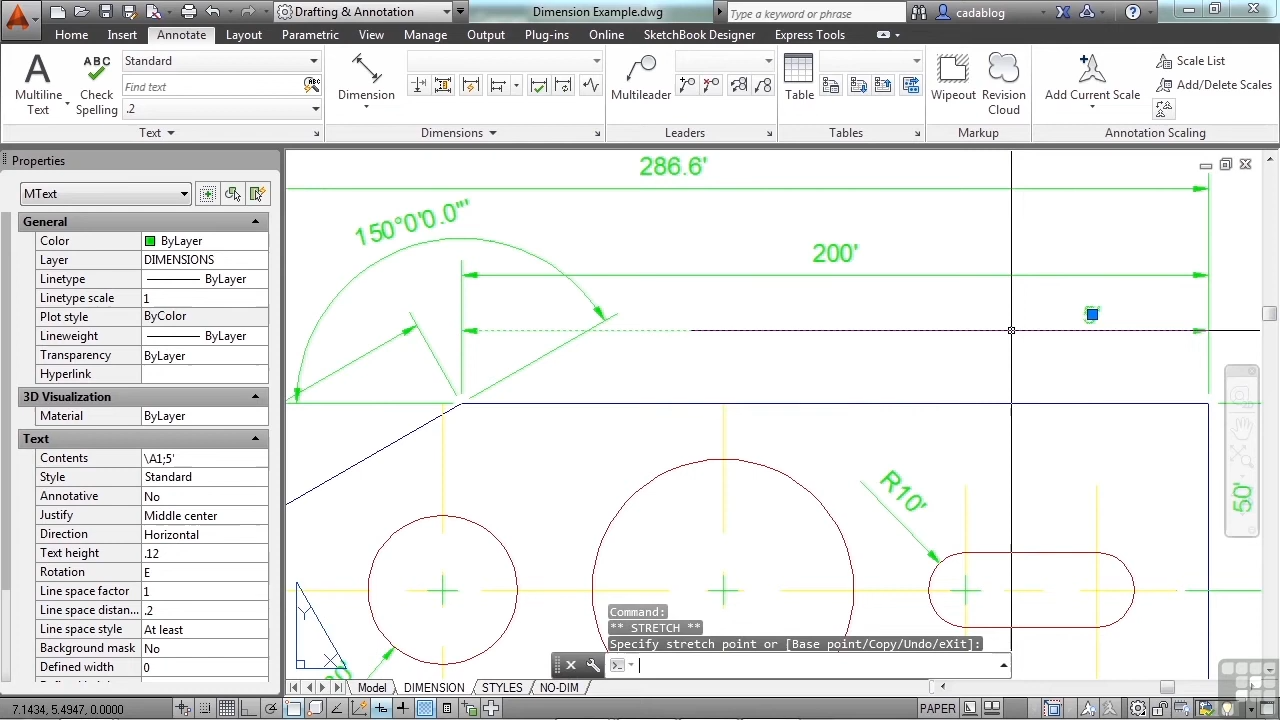 Drafting & Annotation
Dimension Example.dwg
Type a keyword or phrase
cadablog
Home Insert Annotate Layout Parametric View Manage Output Plug-ins Online SketchBook Designer Express Tools
Multiline Text
ABC
Check Spelling
Standard
Find text
.2
Dimension
Multileader
Table
Wipeout
Revision Cloud
Add Current Scale
Scale List
Add/Delete Scales
Text
Dimensions
Leaders
Tables
Markup
Annotation Scaling
Properties
MText
General
Color ByLayer
Layer DIMENSIONS
Linetype ByLayer
Linetype scale 1
Plot style ByColor
Lineweight ByLayer
Transparency ByLayer
Hyperlink
3D Visualization
Material ByLayer
Text
Contents \A1;5'
Style Standard
Annotative No
Justify Middle center
Direction Horizontal
Text height .12
Rotation E
Line space factor 1
Line space distan... .2
Line space style At least
Background mask No
Defined width 0
286.6'
150°0'0.0"'
200'
R10'
50'
Y
X
Command:
** STRETCH **
Specify stretch point or [Base point/Copy/Undo/eXit]:
Model DIMENSION STYLES NO-DIM
7.1434, 5.4947, 0.0000
PAPER